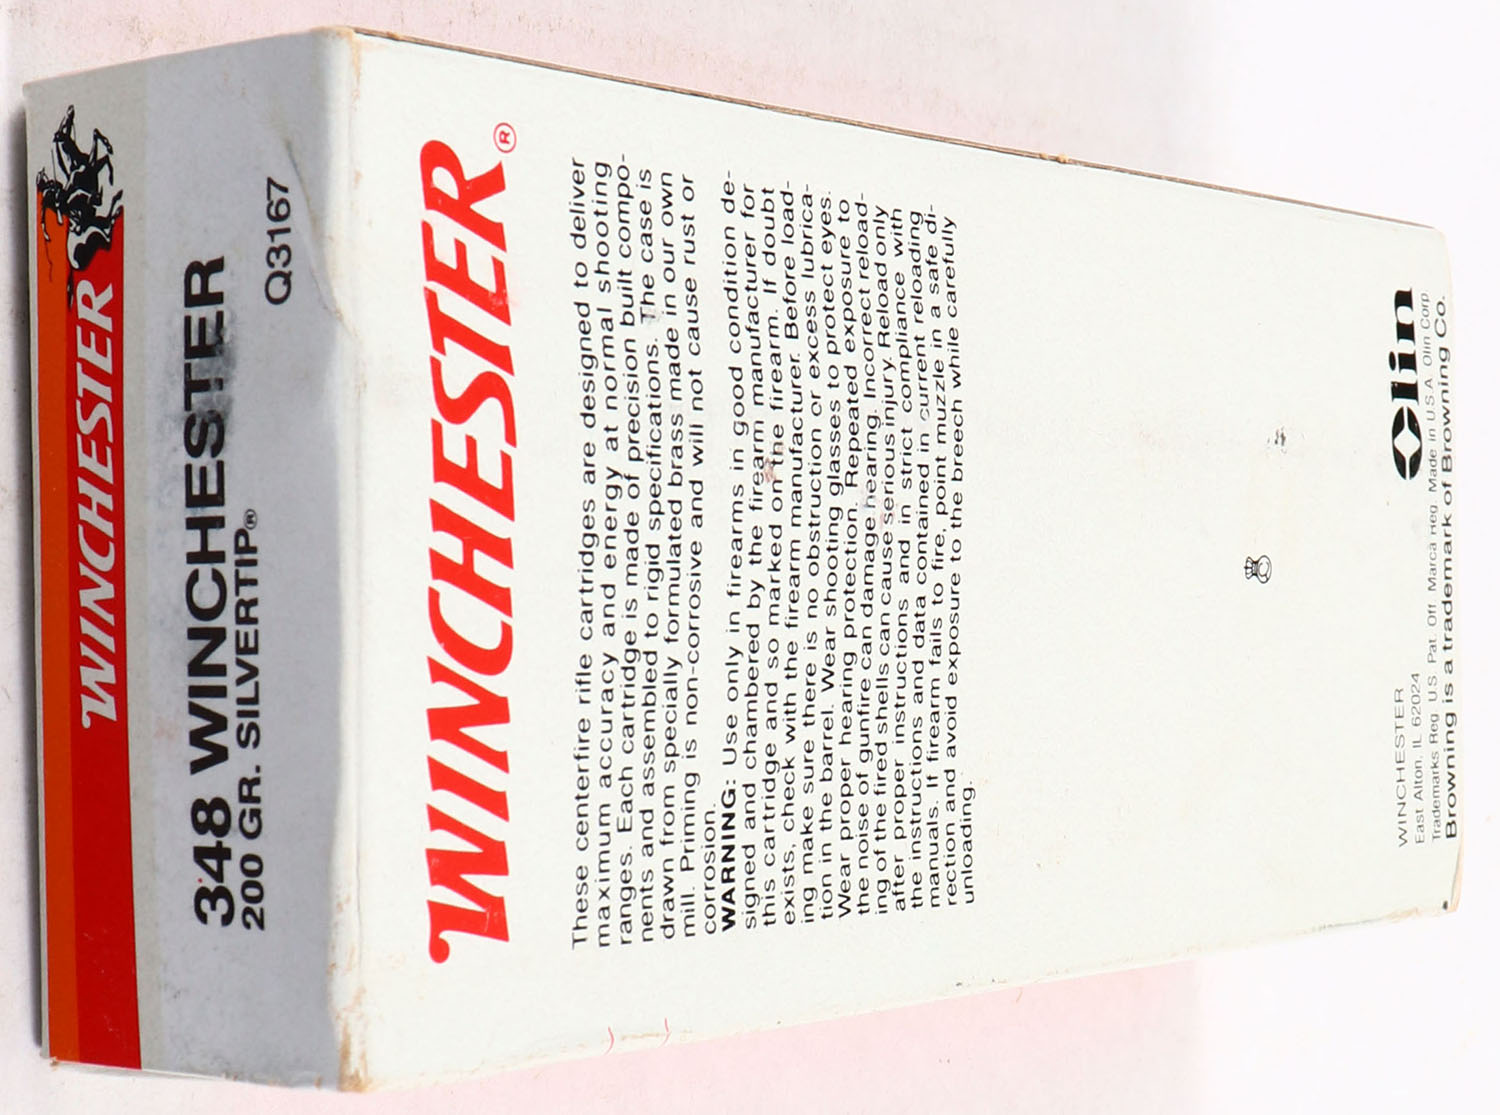 WINCHESTER
348 WINCHESTER
200 GR. SILVERTIP®
Q3167
WINCHESTER®
These centerfire rifle cartridges are designed to deliver
maximum accuracy and energy at normal shooting
ranges. Each cartridge is made of precision built compo-
nents and assembled to rigid specifications. The case is
drawn from specially formulated brass made in our own
mill. Priming is non-corrosive and will not cause rust or
corrosion.
WARNING: Use only in firearms in good condition de-
signed and chambered by the firearm manufacturer for
this cartridge and so marked on the firearm. If doubt
exists, check with the firearm manufacturer. Before load-
ing make sure there is no obstruction or excess lubrica-
tion in the barrel. Wear shooting glasses to protect eyes.
Wear proper hearing protection. Repeated exposure to
the noise of gunfire can damage hearing. Incorrect reload-
ing of the fired shells can cause serious injury. Reload only
after proper instructions and in strict compliance with
the instructions and data contained in current reloading
manuals. If firearm fails to fire, point muzzle in a safe di-
rection and avoid exposure to the breech while carefully
unloading.
Olin
WINCHESTER
East Alton, IL 62024
Trademarks Reg U.S. Pat. Off Marca Reg. Made in U.S.A. Olin Corp
Browning is a trademark of Browning Co.